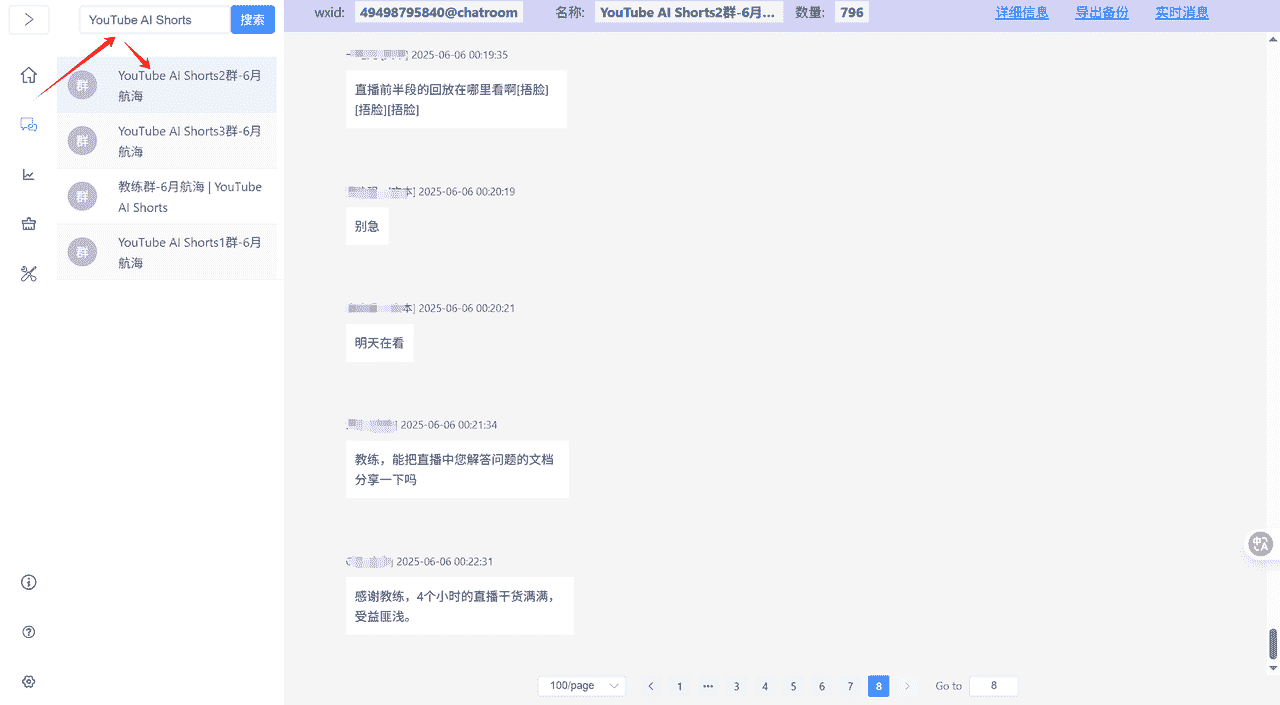 YouTube AI Shorts
搜索
wxid:
49498795840@chatroom
名称:
YouTube AI Shorts2群-6月...
数量:
796
详细信息
导出备份
实时消息
群
YouTube AI Shorts2群-6月
航海
群
YouTube AI Shorts3群-6月
航海
群
教练群-6月航海 | YouTube
AI Shorts
群
YouTube AI Shorts1群-6月
航海
2025-06-06 00:19:35
直播前半段的回放在哪里看啊[捂脸]
[捂脸][捂脸]
本] 2025-06-06 00:20:19
别急
本] 2025-06-06 00:20:21
明天在看
2025-06-06 00:21:34
教练，能把直播中您解答问题的文档
分享一下吗
2025-06-06 00:22:31
感谢教练，4个小时的直播干货满满，
受益匪浅。
100/page
1
•••
3
4
5
6
7
8
Go to
8